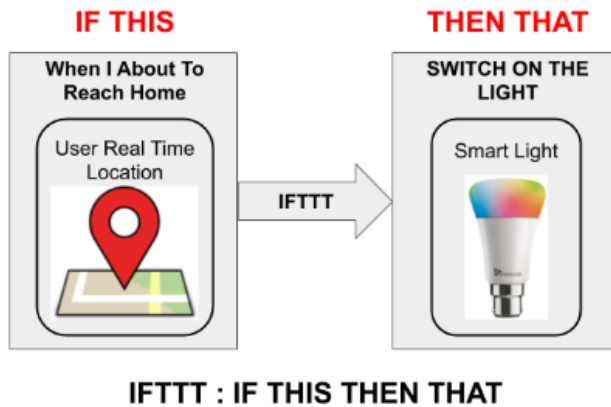 IF THIS
THEN THAT
When I About To
Reach Home
User Real Time
Location
IFTTT
SWITCH ON THE
LIGHT
Smart Light
IFTTT : IF THIS THEN THAT